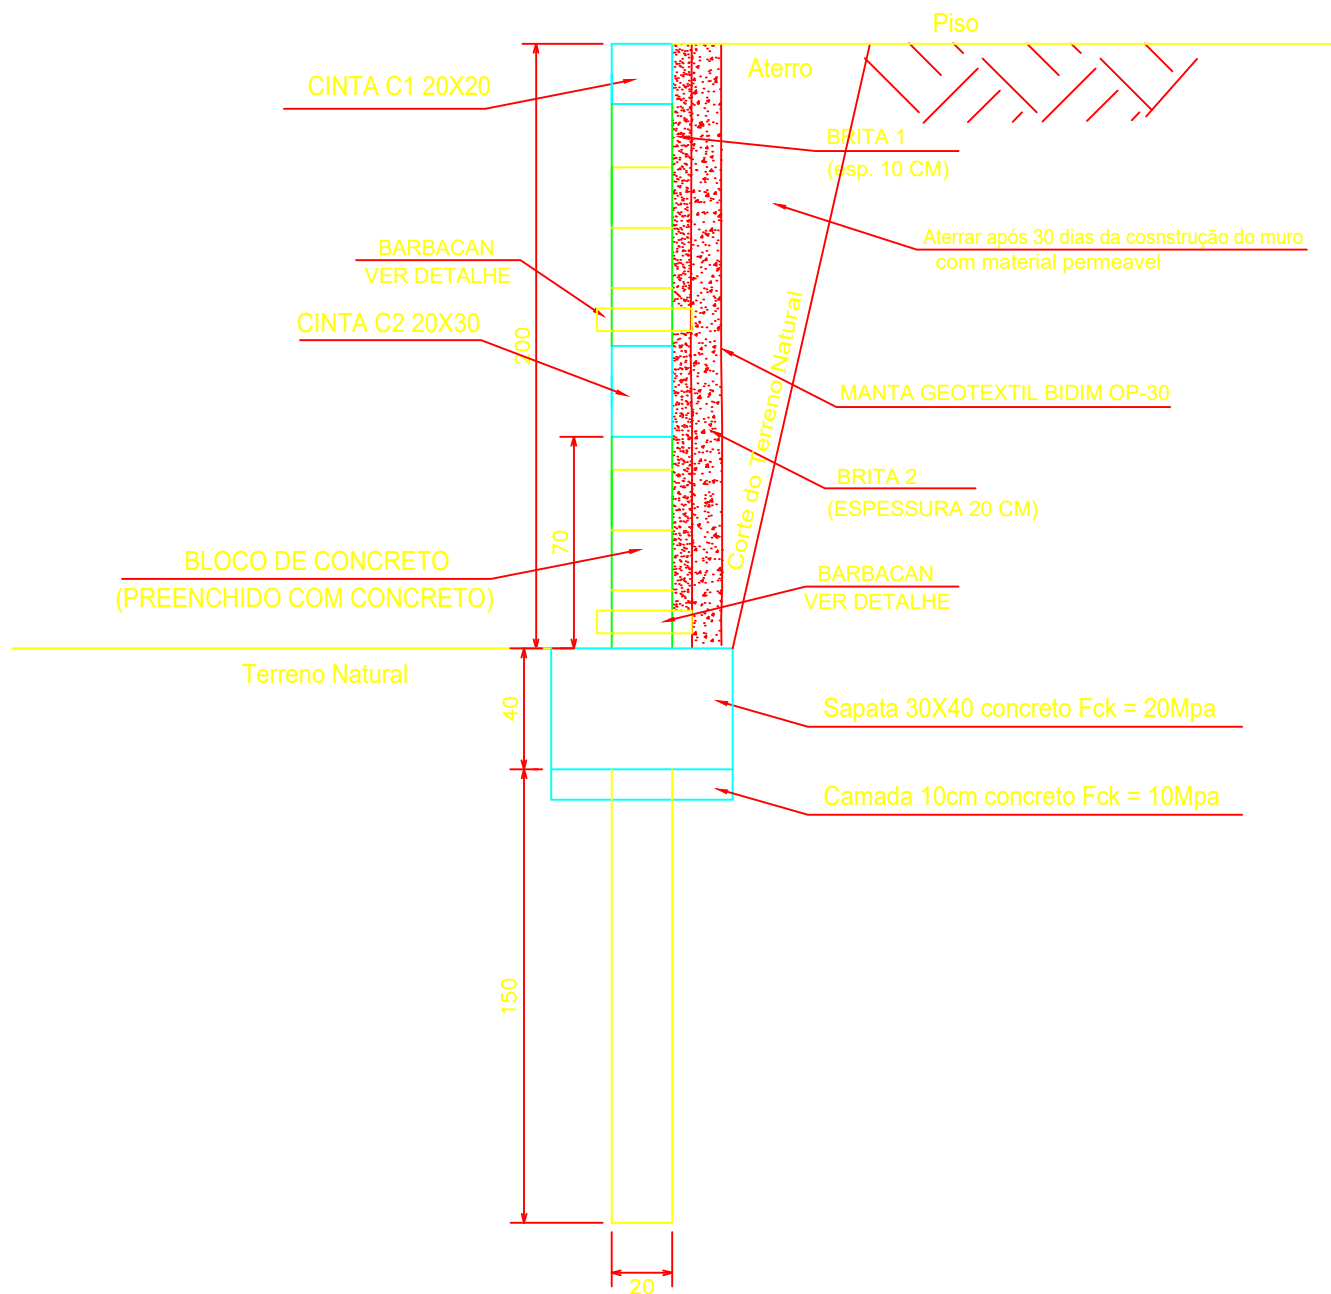 Piso
Aterro
CINTA C1 20X20
BRITA 1
(esp. 10 CM)
Aterrar após 30 dias da cosnstrução do muro
com material permeavel
BARBACAN
VER DETALHE
CINTA C2 20X30
200
Corte do Terreno Natural
MANTA GEOTEXTIL BIDIM OP-30
BRITA 2
(ESPESSURA 20 CM)
70
BLOCO DE CONCRETO
(PREENCHIDO COM CONCRETO)
BARBACAN
VER DETALHE
Terreno Natural
40
Sapata 30X40 concreto Fck = 20Mpa
Camada 10cm concreto Fck = 10Mpa
150
20